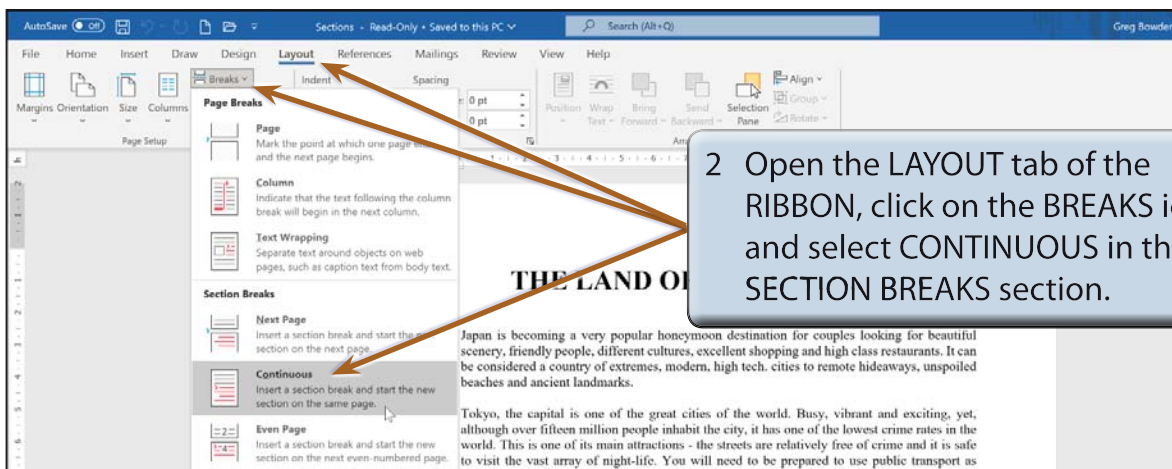 AutoSave Off Sections - Read-Only • Saved to this PC Search (Alt+Q) Greg Bowden
File Home Insert Draw Design Layout References Mailings Review View Help
Margins Orientation Size Columns
Page Setup
Breaks
Indent Spacing
0 pt
0 pt
Position Wrap Text Bring Forward Send Backward Selection Pane
Align
Group
Rotate
Page Breaks
Page
Mark the point at which one page
and the next page begins.
Column
Indicate that the text following the column
break will begin in the next column.
Text Wrapping
Separate text around objects on web
pages, such as caption text from body text.
Section Breaks
Next Page
Insert a section break and start the
section on the next page.
Continuous
Insert a section break and start the new
section on the same page.
Even Page
Insert a section break and start the new
section on the next even-numbered page.
2 Open the LAYOUT tab of the
RIBBON, click on the BREAKS
and select CONTINUOUS in
SECTION BREAKS section.
THE LAND
Japan is becoming a very popular honeymoon destination for couples looking for beautiful
scenery, friendly people, different cultures, excellent shopping and high class restaurants. It can
be considered a country of extremes, modern, high tech. cities to remote hideaways, unspoiled
beaches and ancient landmarks.
Tokyo, the capital is one of the great cities of the world. Busy, vibrant and exciting, yet,
although over fifteen million people inhabit the city, it has one of the lowest crime rates in the
world. This is one of its main attractions - the streets are relatively free of crime and it is safe
to visit the vast array of night-life. You will need to be prepared to use public transport as